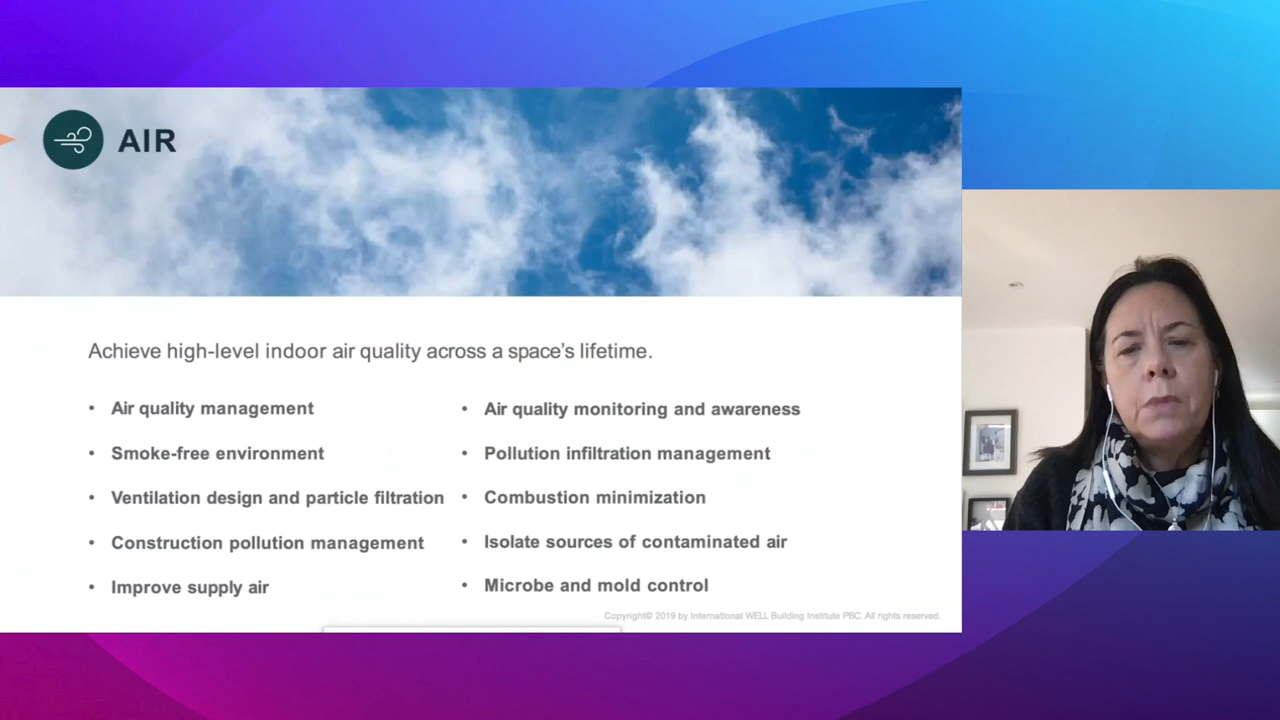 AIR
Achieve high-level indoor air quality across a space's lifetime.
• Air quality management
• Smoke-free environment
• Ventilation design and particle filtration
• Construction pollution management
• Improve supply air
• Air quality monitoring and awareness
• Pollution infiltration management
• Combustion minimization
• Isolate sources of contaminated air
• Microbe and mold control
Copyright© 2019 by International WELL Building Institute PBC. All rights reserved.